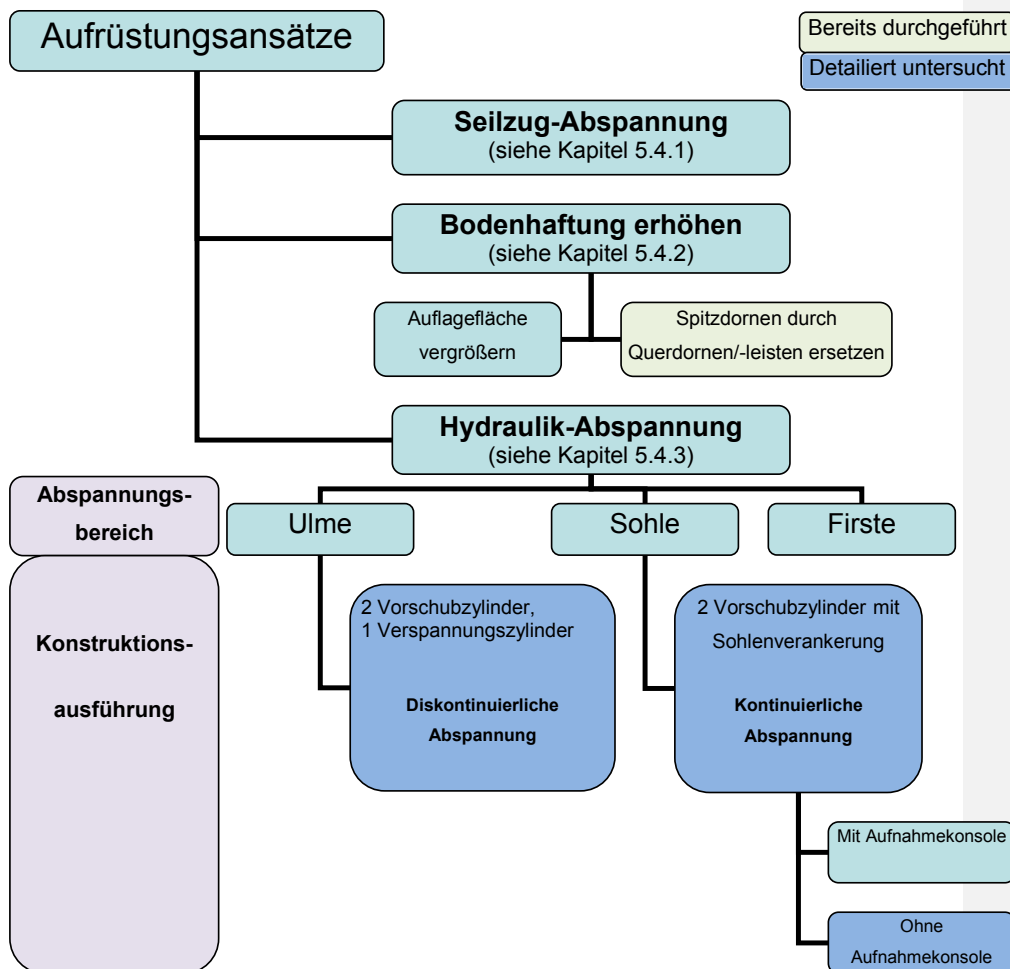 Aufrüstungsansätze
Bereits durchgeführt
Detailiert untersucht
Seilzug-Abspannung
(siehe Kapitel 5.4.1)
Bodenhaftung erhöhen
(siehe Kapitel 5.4.2)
Auflagefläche
vergrößern
Spitzdornen durch
Querdornen/-leisten ersetzen
Hydraulik-Abspannung
(siehe Kapitel 5.4.3)
Abspannungs-
bereich
Ulme
Sohle
Firste
Konstruktions-
ausführung
2 Vorschubzylinder,
1 Verspannungszylinder
Diskontinuierliche
Abspannung
2 Vorschubzylinder mit
Sohlenverankerung
Kontinuierliche
Abspannung
Mit Aufnahmekonsole
Ohne
Aufnahmekonsole